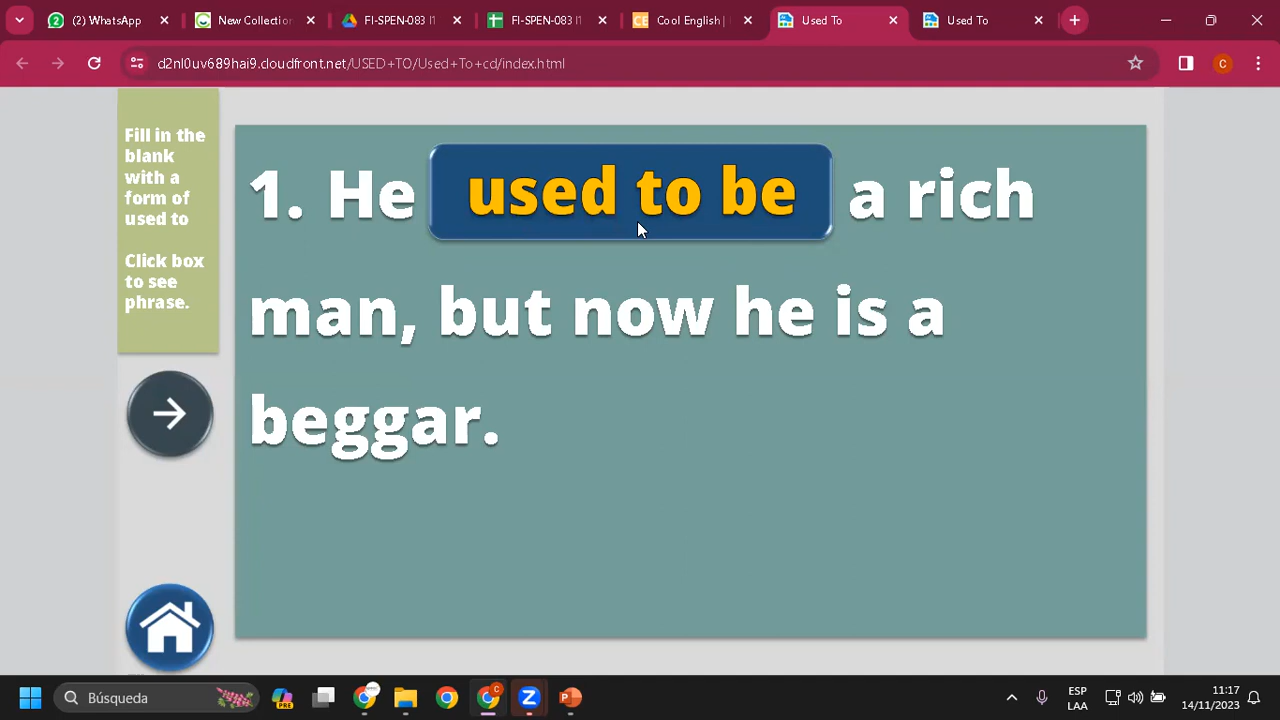 (2) WhatsApp
New Collection
FI-SPEN-083 I1
FI-SPEN-083 I1
Cool English |
Used To
Used To
d2nl0uv689hai9.cloudfront.net/USED+TO/Used+To+cd/index.html
C
Fill in the
blank
with a
form of
used to
Click box
to see
phrase.
1. He used to be a rich
man, but now he is a
beggar.
Búsqueda
PRE
ESP
LAA
11:17
14/11/2023